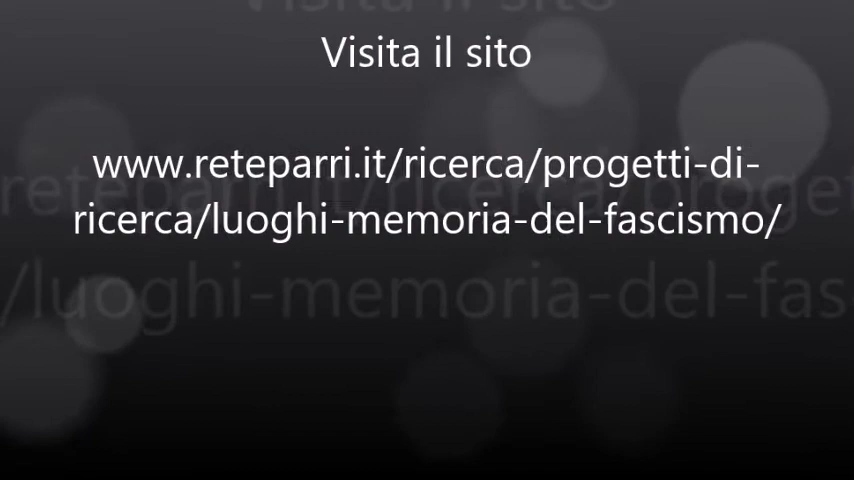 Visita il sito
www.reteparri.it/ricerca/progetti-di-
ricerca/luoghi-memoria-del-fascismo/